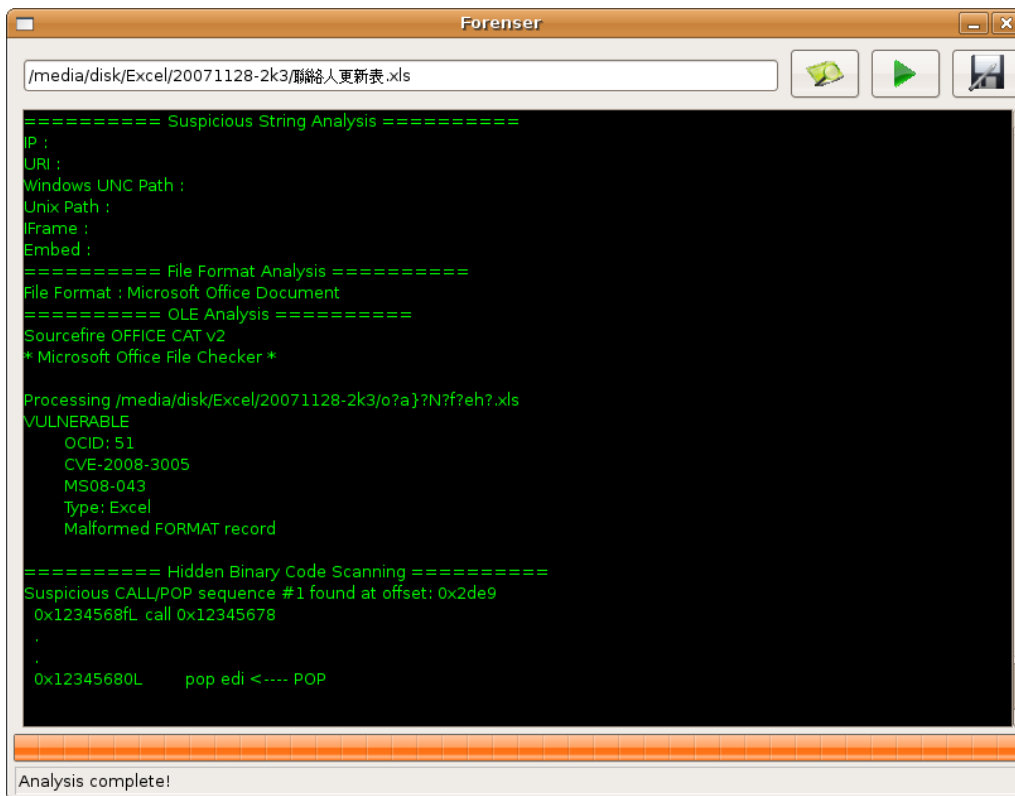 Forenser
/media/disk/Excel/20071128-2k3/聯絡人更新表.xls
========== Suspicious String Analysis ==========
IP :
URI :
Windows UNC Path :
Unix Path :
IFrame :
Embed :
========== File Format Analysis ==========
File Format : Microsoft Office Document
========== OLE Analysis ==========
Sourcefire OFFICE CAT v2
* Microsoft Office File Checker *
Processing /media/disk/Excel/20071128-2k3/o?a}?N?f?eh?.xls
VULNERABLE
OCID: 51
CVE-2008-3005
MS08-043
Type: Excel
Malformed FORMAT record
========== Hidden Binary Code Scanning ==========
Suspicious CALL/POP sequence #1 found at offset: 0x2de9
0x1234568fL call 0x12345678
.
.
0x12345680L pop edi <---- POP
Analysis complete!